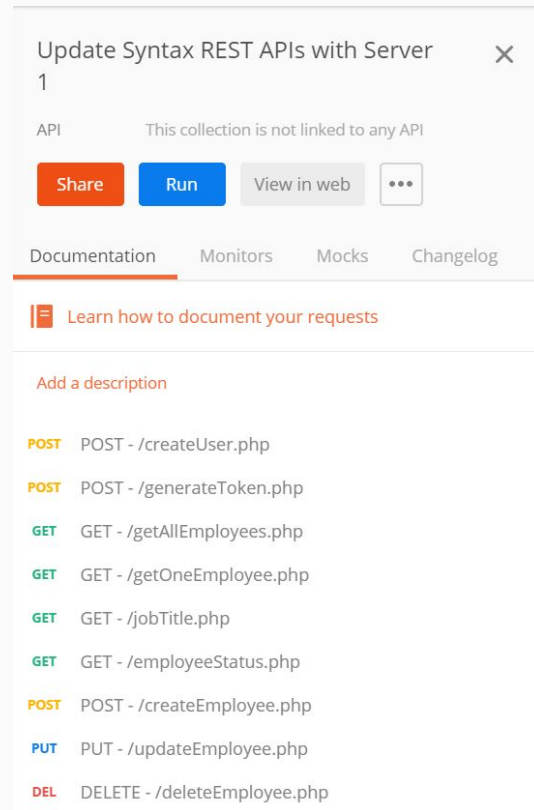 Update Syntax REST APIs with Server
1
API This collection is not linked to any API
Share Run View in web
Documentation Monitors Mocks Changelog
Learn how to document your requests
Add a description
POST POST - /createUser.php
POST POST - /generateToken.php
GET GET - /getAllEmployees.php
GET GET - /getOneEmployee.php
GET GET - /jobTitle.php
GET GET - /employeeStatus.php
POST POST - /createEmployee.php
PUT PUT - /updateEmployee.php
DEL DELETE - /deleteEmployee.php